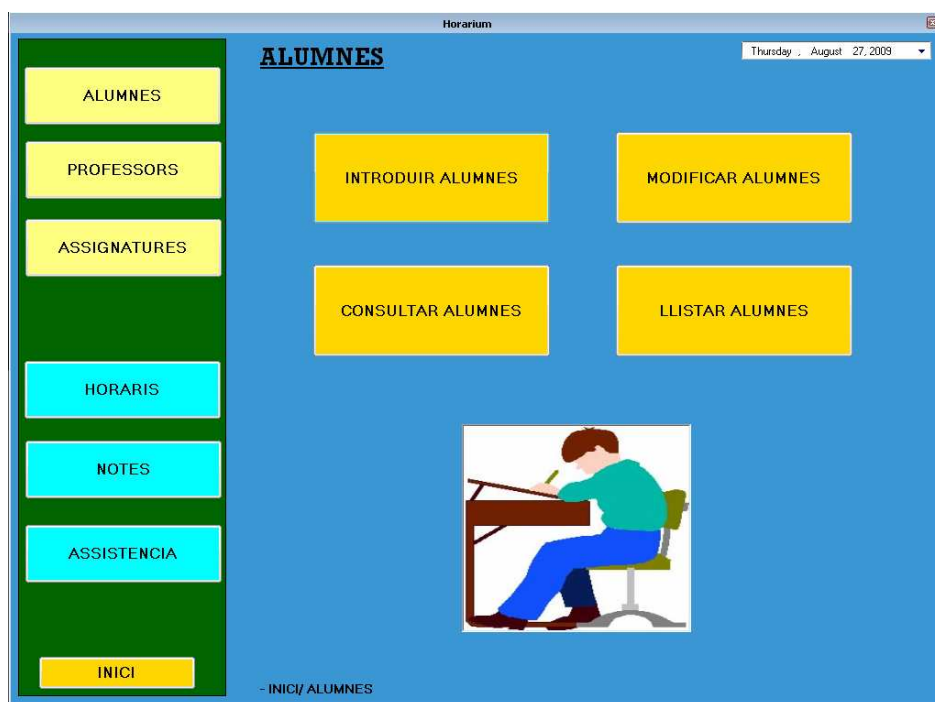 Horarium
ALUMNES
Thursday , August 27, 2009
ALUMNES
PROFESSORS
ASSIGNATURES
HORARIS
NOTES
ASSISTENCIA
INICI
INTRODUIR ALUMNES
MODIFICAR ALUMNES
CONSULTAR ALUMNES
LLISTAR ALUMNES
- INICI/ ALUMNES